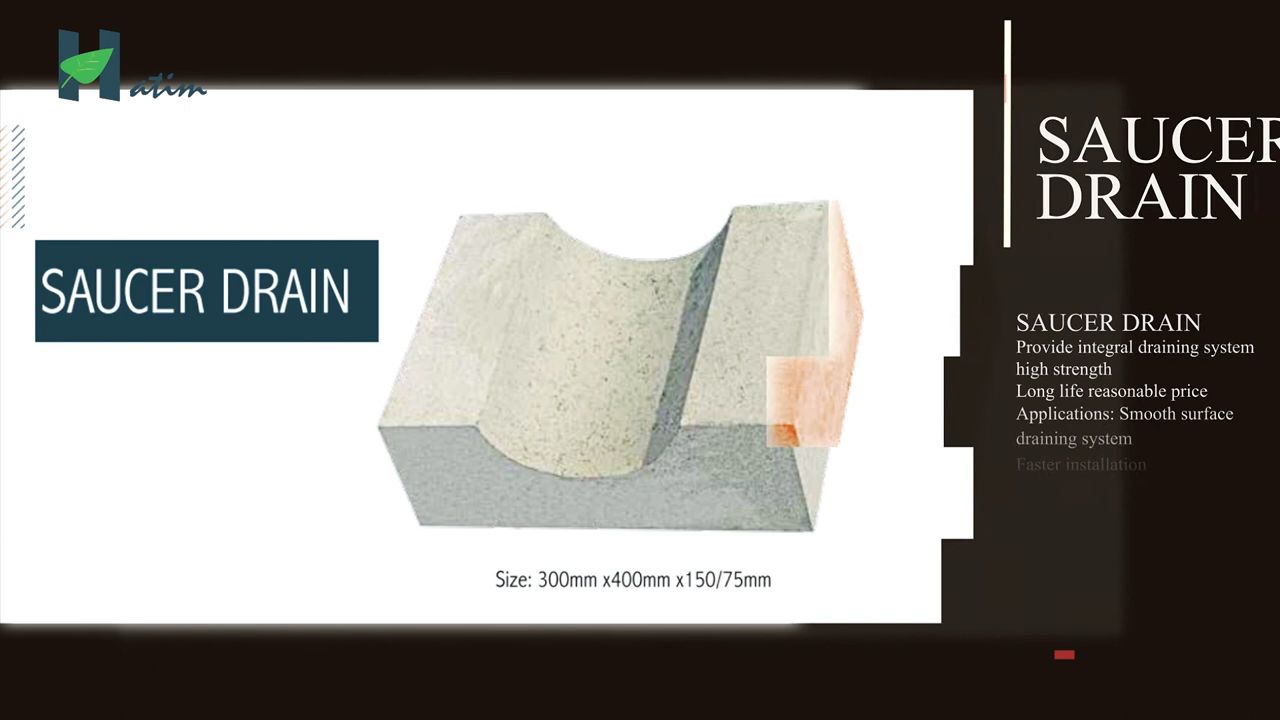 Hatim
SAUCER DRAIN
Size: 300mm x400mm x150/75mm
SAUCER
DRAIN
SAUCER DRAIN
Provide integral draining system
high strength
Long life reasonable price
Applications: Smooth surface
draining system
Faster installation